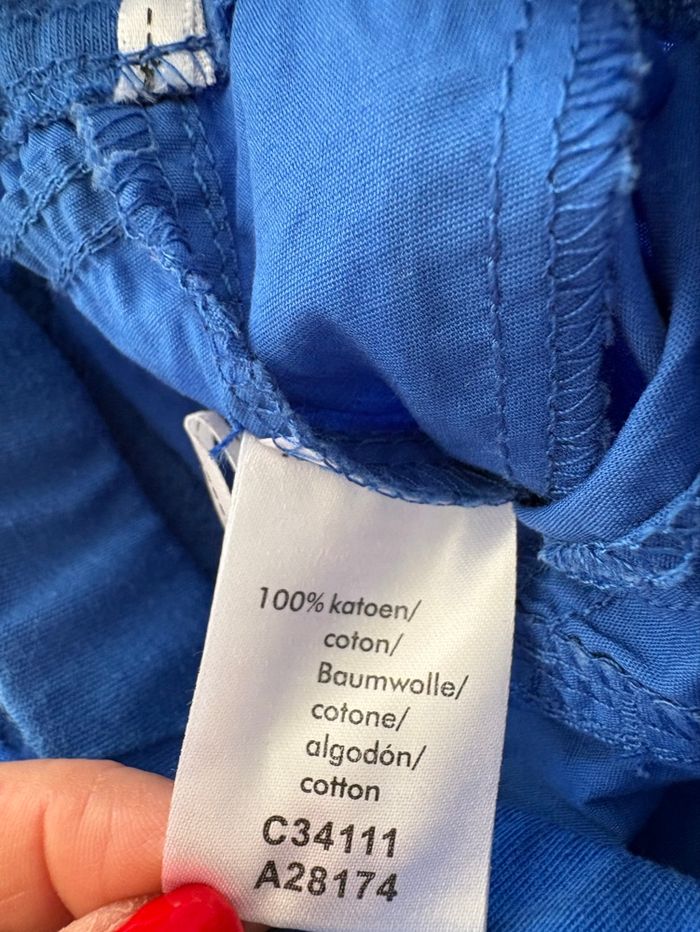 100% katoen/
coton/
Baumwolle/
cotone/
algodón/
cotton
C34111
A28174